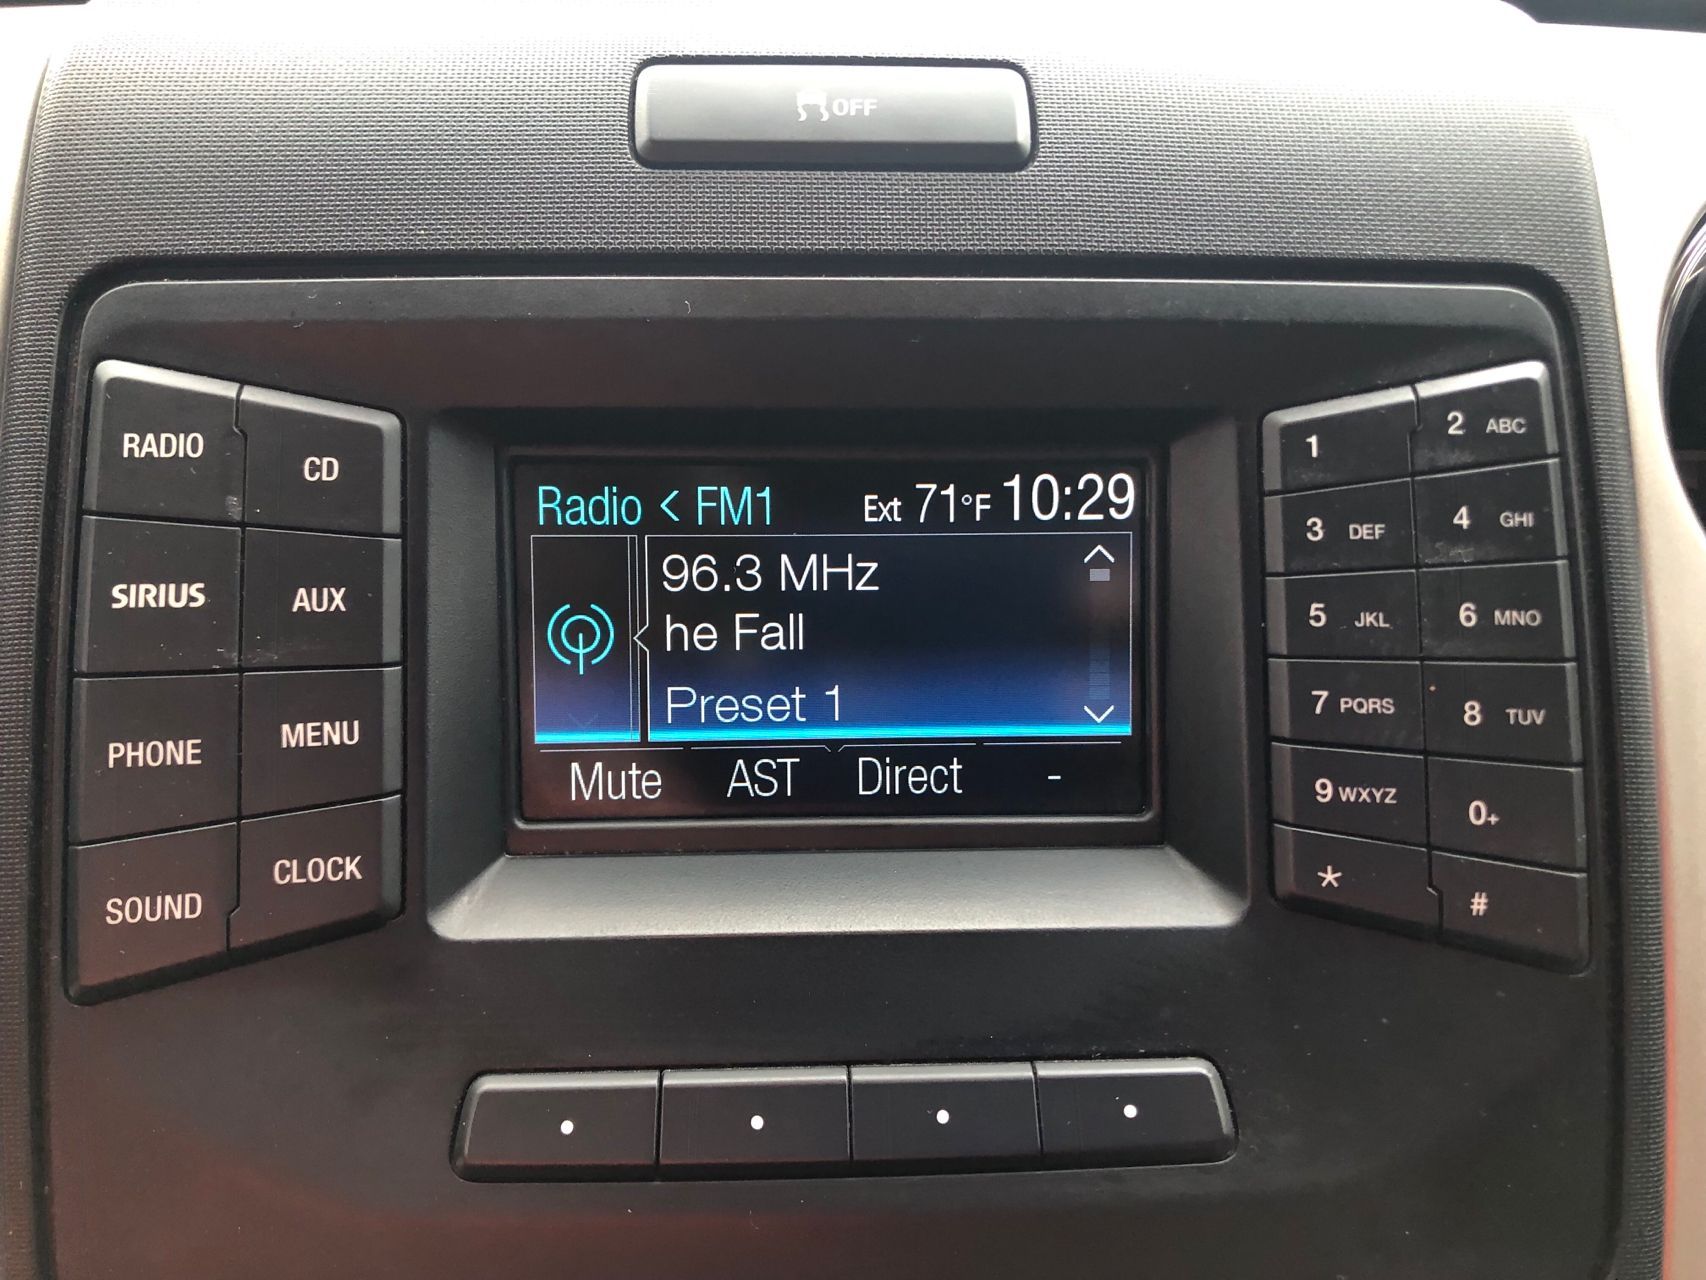 OFF
RADIO
CD
SIRIUS
AUX
PHONE
MENU
SOUND
CLOCK
Radio < FM1 Ext 71°F 10:29
96.3 MHz
he Fall
Preset 1
Mute AST Direct -
1
2 ABC
3 DEF
4 GHI
5 JKL
6 MNO
7 PQRS
8 TUV
9 WXYZ
0+
*
#